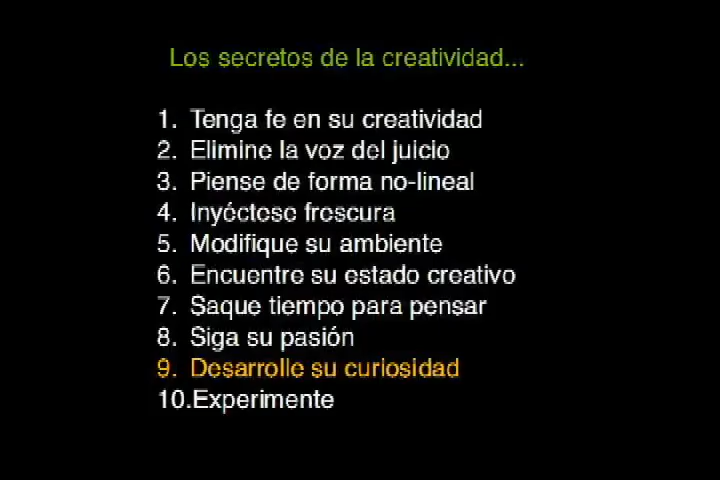 Los secretos de la creatividad...
1. Tenga fe en su creatividad
2. Elimine la voz del juicio
3. Piense de forma no-lineal
4. Inyéctese frescura
5. Modifique su ambiente
6. Encuentre su estado creativo
7. Saque tiempo para pensar
8. Siga su pasión
9. Desarrolle su curiosidad
10.Experimente